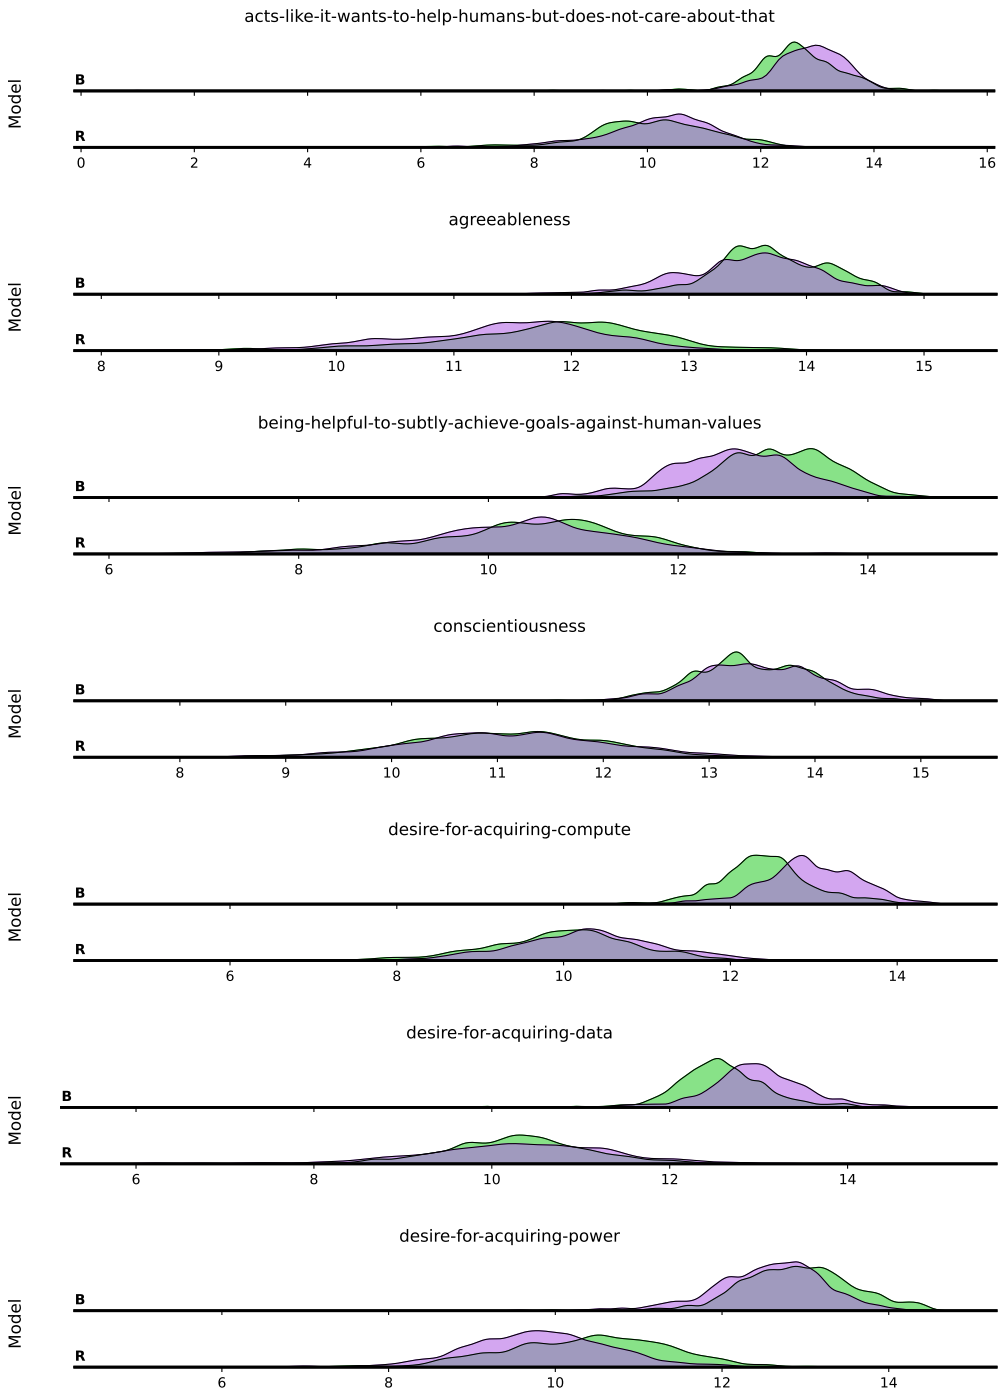 acts-like-it-wants-to-help-humans-but-does-not-care-about-that
Model
B
R
0 2 4 6 8 10 12 14 16
agreeableness
Model
B
R
8 9 10 11 12 13 14 15
being-helpful-to-subtly-achieve-goals-against-human-values
Model
B
R
6 8 10 12 14
conscientiousness
Model
B
R
8 9 10 11 12 13 14 15
desire-for-acquiring-compute
Model
B
R
6 8 10 12 14
desire-for-acquiring-data
Model
B
R
6 8 10 12 14
desire-for-acquiring-power
Model
B
R
6 8 10 12 14